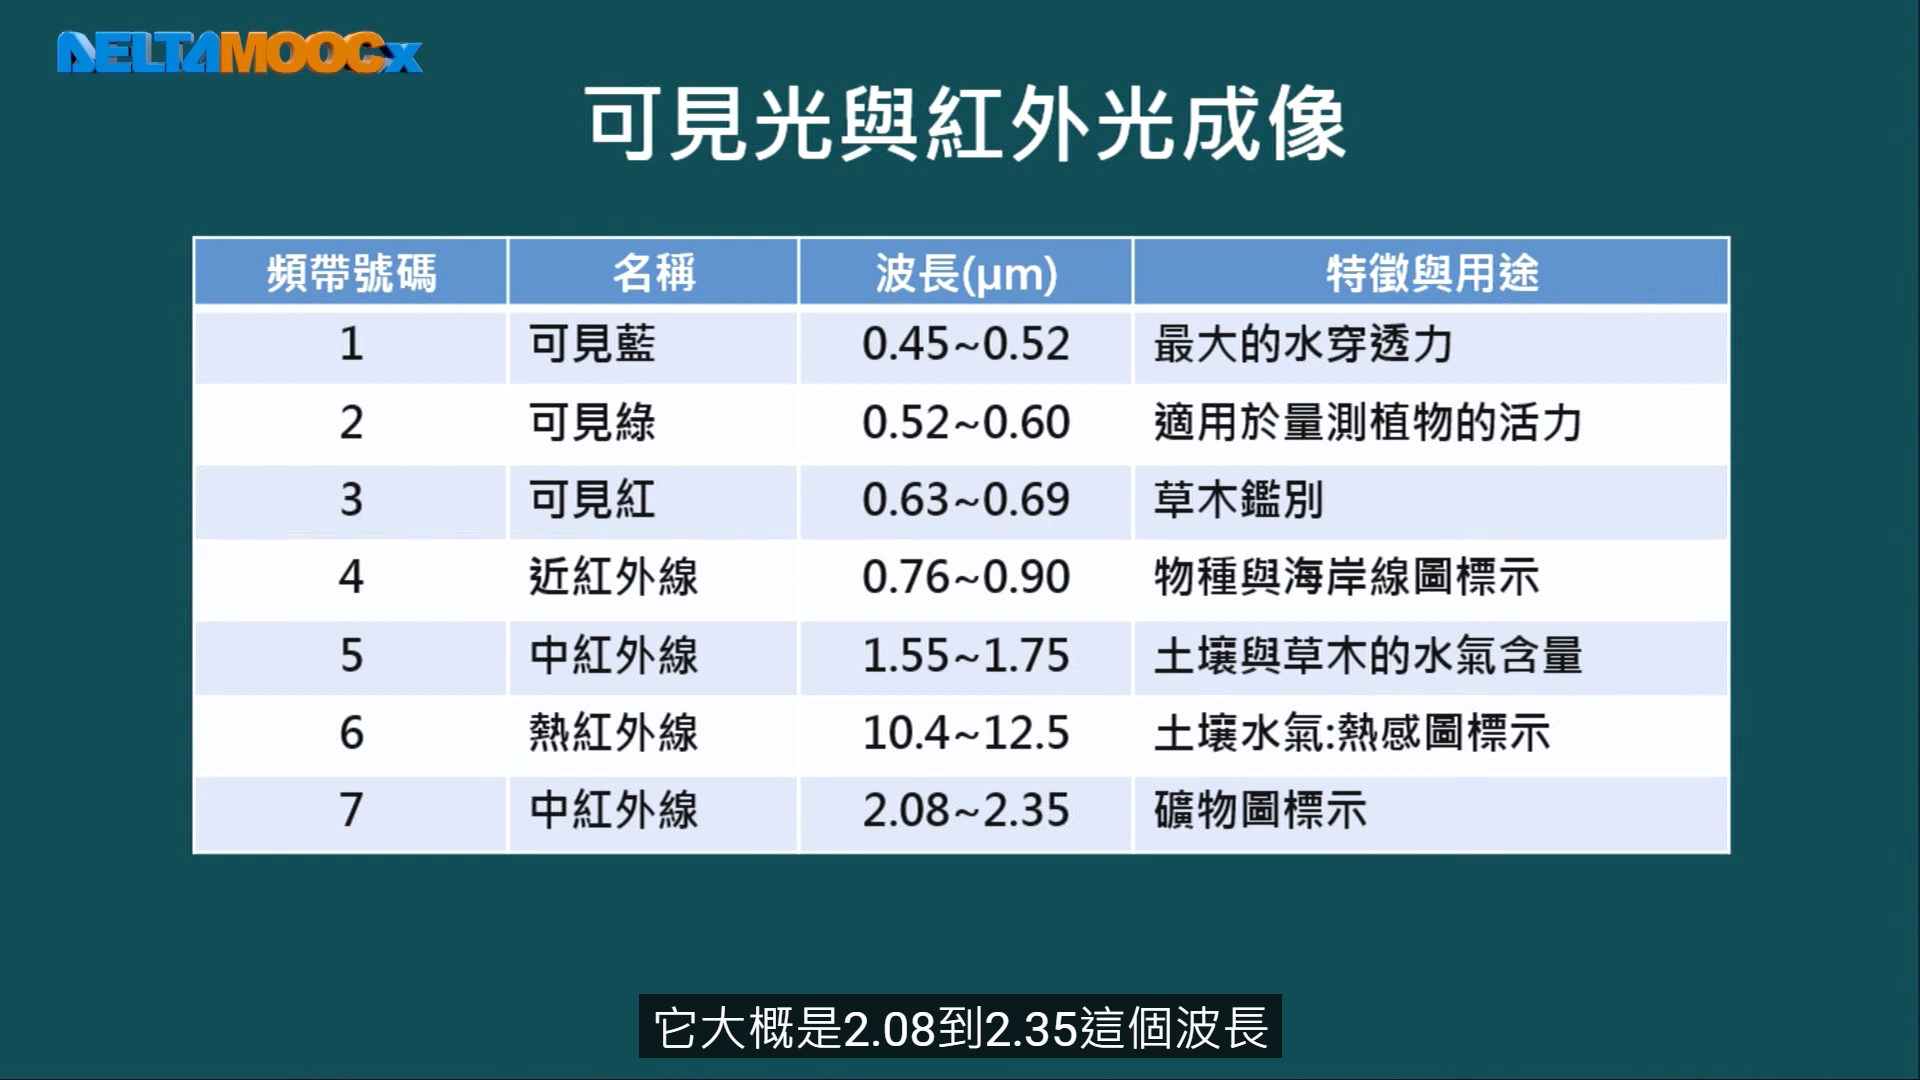 DELTAMOOCx
可見光與紅外光成像
頻帶號碼 名稱 波長(μm) 特徵與用途
1 可見藍 0.45~0.52 最大的水穿透力
2 可見綠 0.52~0.60 適用於量測植物的活力
3 可見紅 0.63~0.69 草木鑑別
4 近紅外線 0.76~0.90 物種與海岸線圖標示
5 中紅外線 1.55~1.75 土壤與草木的水氣含量
6 熱紅外線 10.4~12.5 土壤水氣:熱感圖標示
7 中紅外線 2.08~2.35 礦物圖標示
它大概是2.08到2.35這個波長